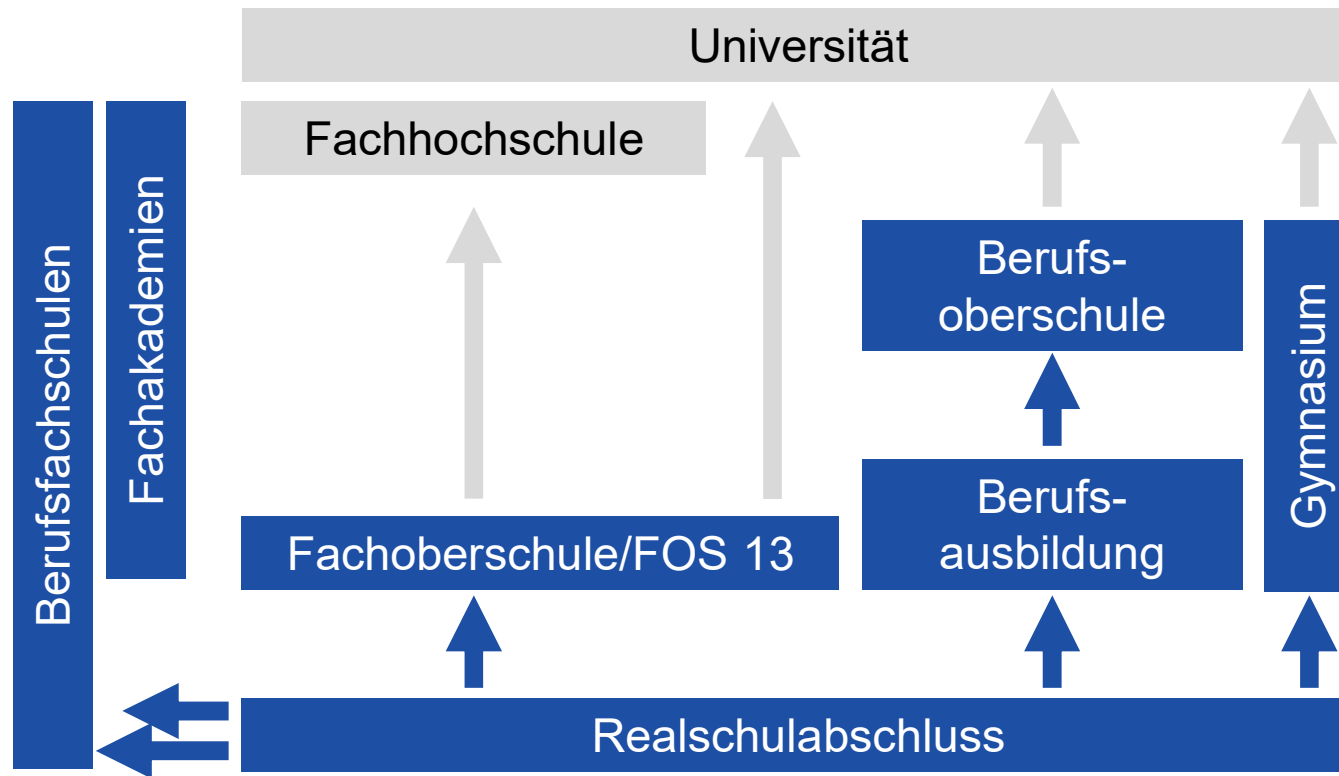 Universität
Fachhochschule
Berufsfachschulen
Fachakademien
Berufs-
oberschule
Gymnasium
Berufs-
ausbildung
Fachoberschule/FOS 13
Realschulabschluss